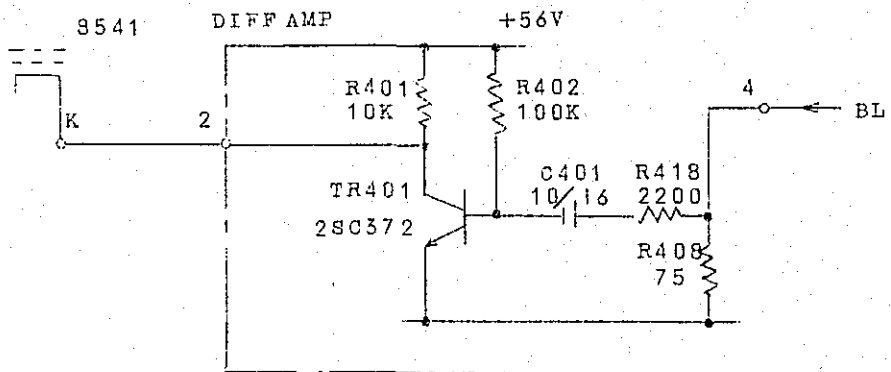 8541
DIFF AMP
+56V
R401
10K
R402
100K
4
BL
K
2
TR401
2SC372
C401
10/16
R418
2200
R408
75